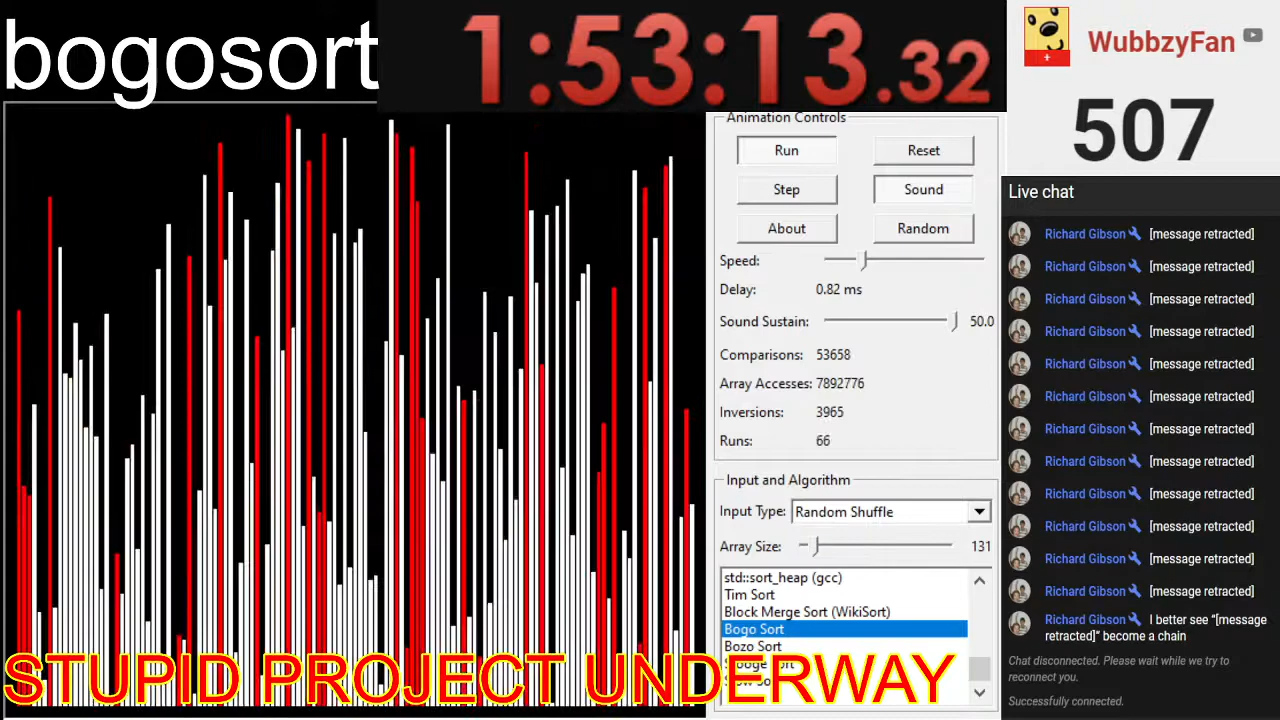 bogosort
1:53:13.32
WubbzyFan
507
Animation Controls
Run
Reset
Step
Sound
About
Random
Speed:
Delay: 0.82 ms
Sound Sustain: 50.0
Comparisons: 53658
Array Accesses: 7892776
Inversions: 3965
Runs: 66
Input and Algorithm
Input Type: Random Shuffle
Array Size: 131
std::sort_heap (gcc)
Tim Sort
Block Merge Sort (WikiSort)
Bogo Sort
Bozo Sort
STUPID PROJECT UNDERWAY
Live chat
Richard Gibson [message retracted]
Richard Gibson [message retracted]
Richard Gibson [message retracted]
Richard Gibson [message retracted]
Richard Gibson [message retracted]
Richard Gibson [message retracted]
Richard Gibson [message retracted]
Richard Gibson [message retracted]
Richard Gibson [message retracted]
Richard Gibson [message retracted]
Richard Gibson [message retracted]
Richard Gibson [message retracted]
Richard Gibson I better see “[message
retracted]“ become a chain
Chat disconnected. Please wait while we try to
reconnect you.
Successfully connected.